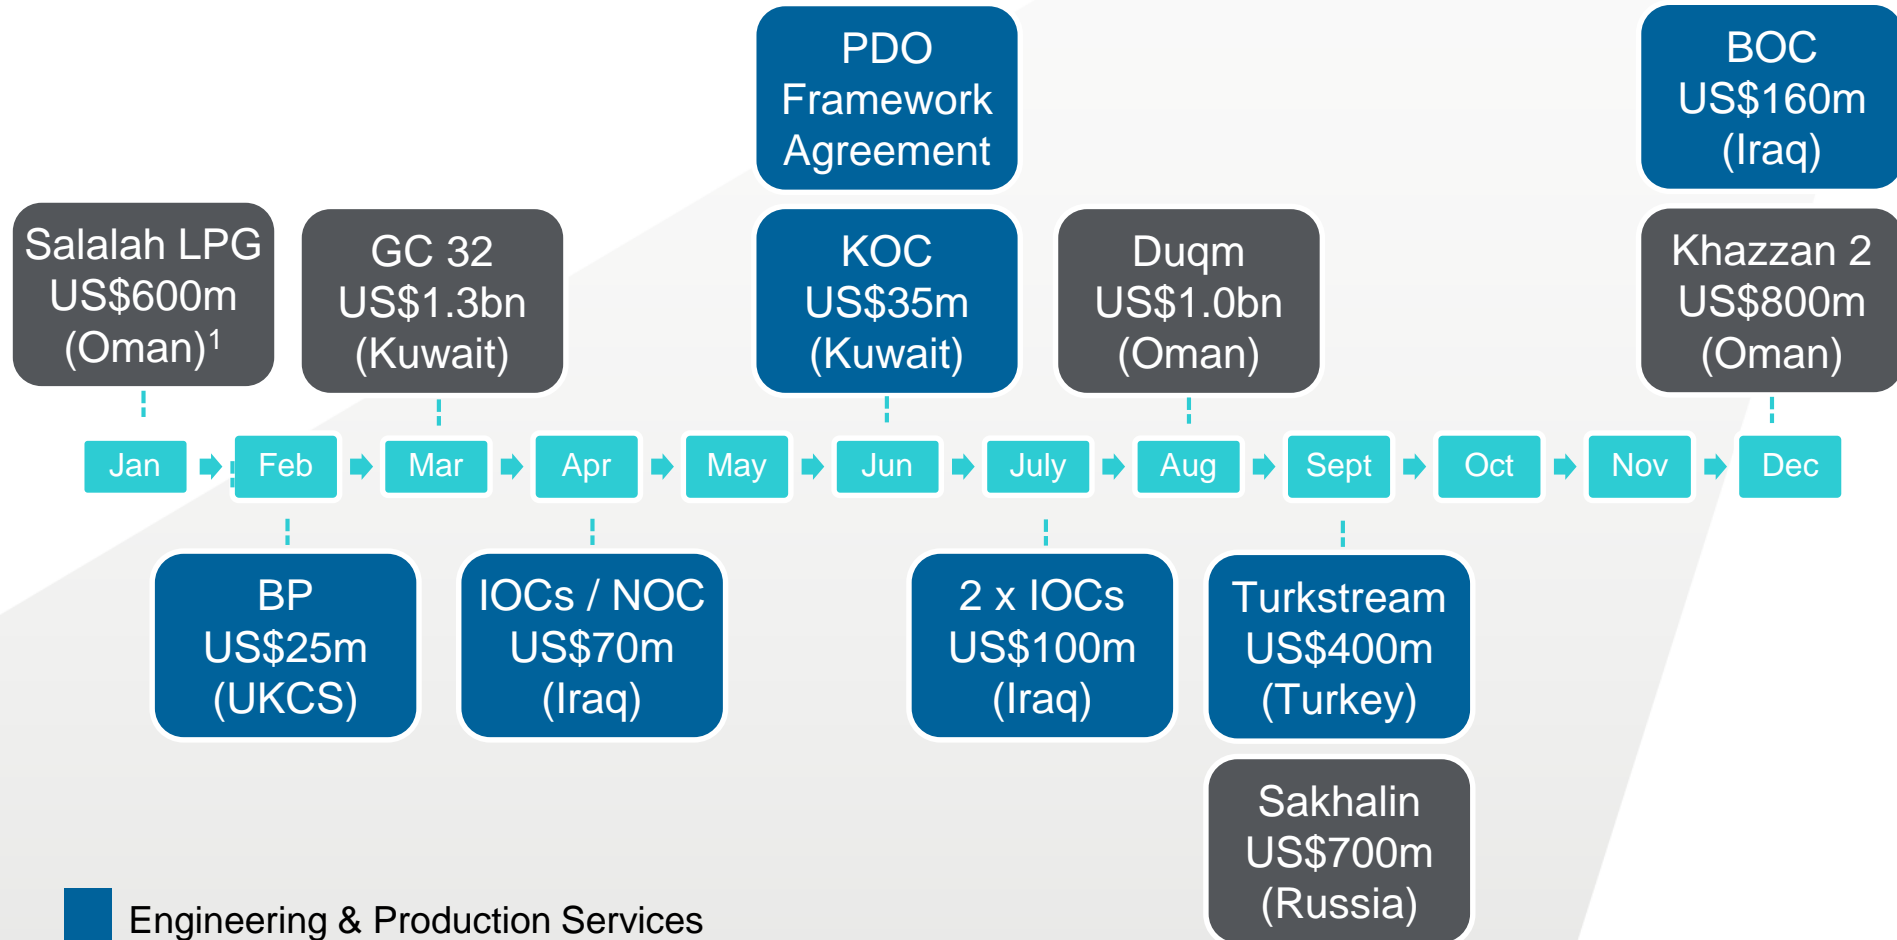 PDO
Framework
Agreement
BOC
US$160m
(Iraq)
Salalah LPG
US$600m
(Oman)¹
GC 32
US$1.3bn
(Kuwait)
KOC
US$35m
(Kuwait)
Duqm
US$1.0bn
(Oman)
Khazzan 2
US$800m
(Oman)
Jan
Feb
Mar
Apr
May
Jun
July
Aug
Sept
Oct
Nov
Dec
BP
US$25m
(UKCS)
IOCs / NOC
US$70m
(Iraq)
2 x IOCs
US$100m
(Iraq)
Turkstream
US$400m
(Turkey)
Sakhalin
US$700m
(Russia)
Engineering & Production Services